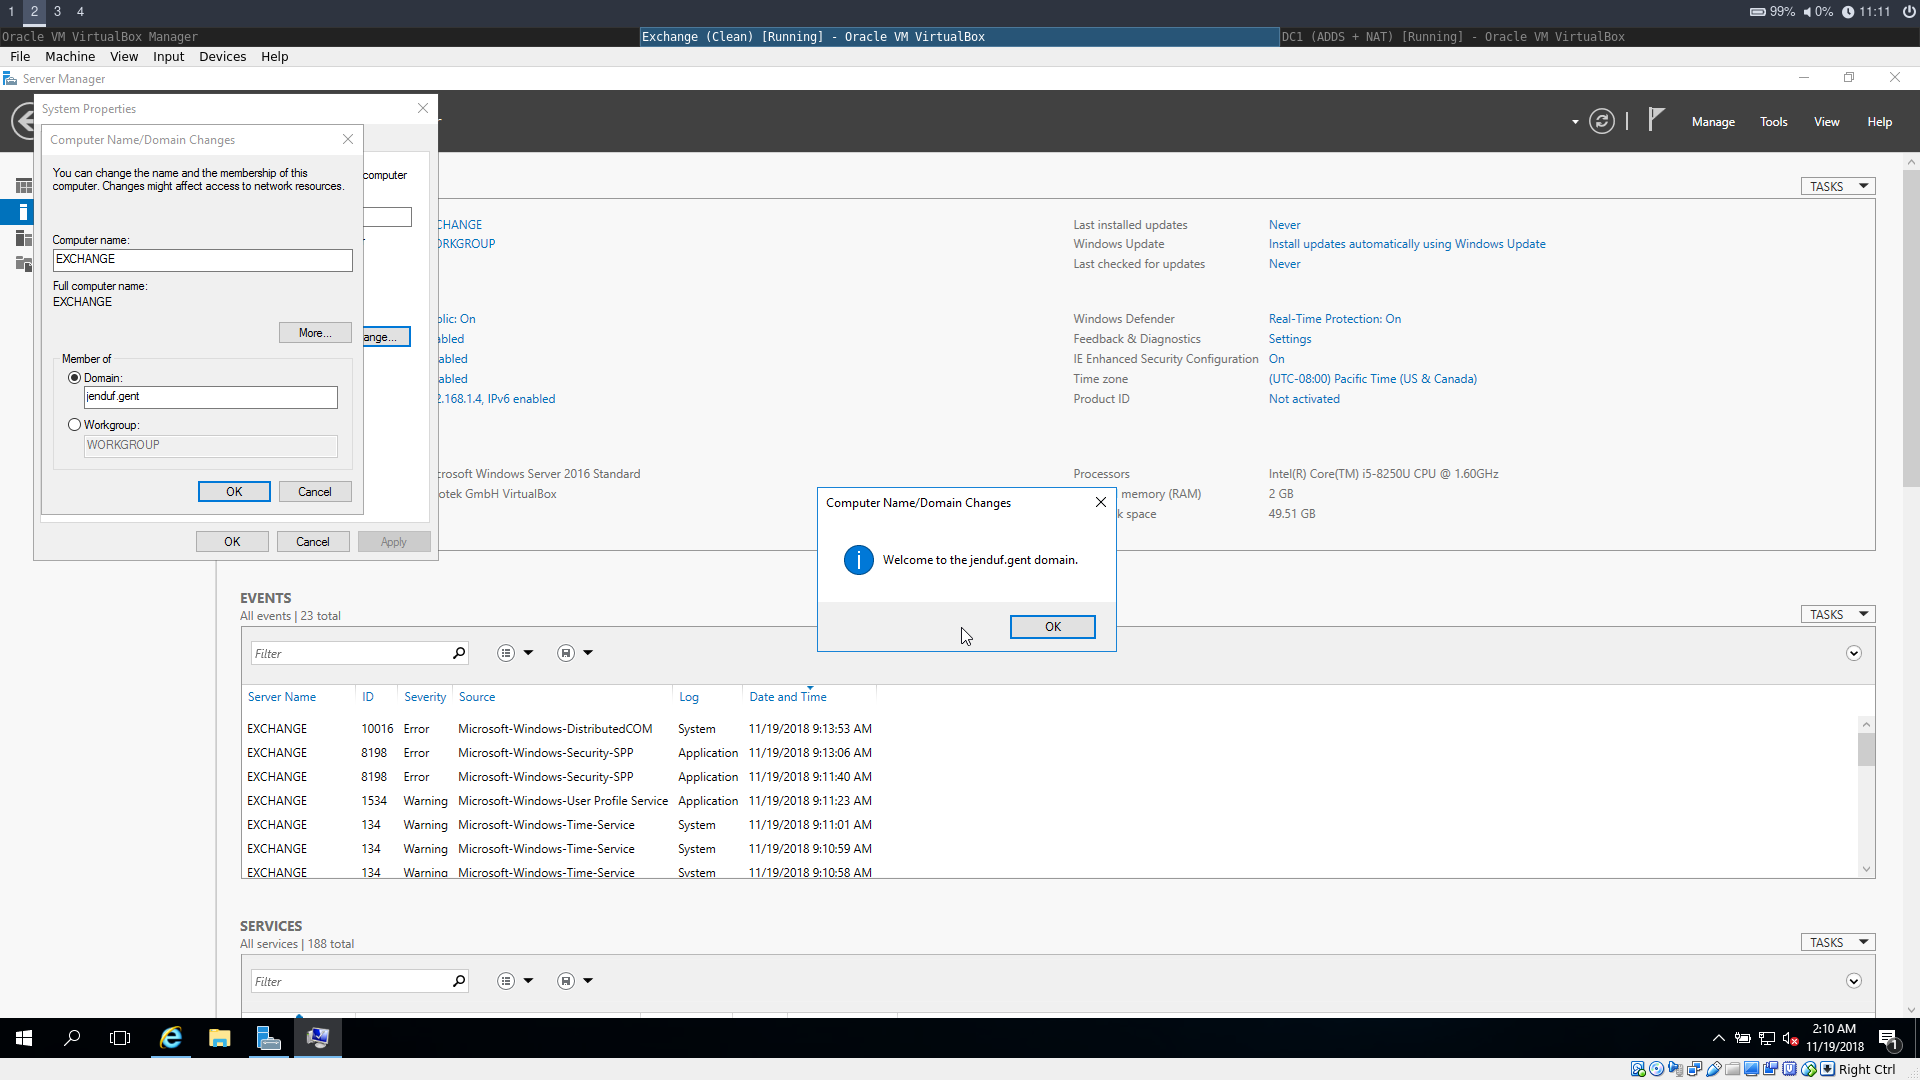 1 2 3 4
99% 0% 11:11
Oracle VM VirtualBox Manager
Exchange (Clean) [Running] - Oracle VM VirtualBox
DC1 (ADDS + NAT) [Running] - Oracle VM VirtualBox
File Machine View Input Devices Help
Server Manager
Manage Tools View Help
System Properties
Computer Name/Domain Changes
You can change the name and the membership of this
computer. Changes might affect access to network resources.
computer
Computer name:
EXCHANGE
Full computer name:
EXCHANGE
More...
ange...
Member of
Domain:
jenduf.gent
Workgroup:
WORKGROUP
OK Cancel
OK Cancel Apply
TASKS
CHANGE
ORKGROUP
Last installed updates Never
Windows Update Install updates automatically using Windows Update
Last checked for updates Never
blic: On
abled
abled
abled
2.168.1.4, IPv6 enabled
Windows Defender Real-Time Protection: On
Feedback & Diagnostics Settings
IE Enhanced Security Configuration On
Time zone (UTC-08:00) Pacific Time (US & Canada)
Product ID Not activated
crosoft Windows Server 2016 Standard
otek GmbH VirtualBox
Processors Intel(R) Core(TM) i5-8250U CPU @ 1.60GHz
memory (RAM) 2 GB
k space 49.51 GB
Computer Name/Domain Changes
Welcome to the jenduf.gent domain.
OK
EVENTS
All events | 23 total
TASKS
Filter
Server Name ID Severity Source Log Date and Time
EXCHANGE 10016 Error Microsoft-Windows-DistributedCOM System 11/19/2018 9:13:53 AM
EXCHANGE 8198 Error Microsoft-Windows-Security-SPP Application 11/19/2018 9:13:06 AM
EXCHANGE 8198 Error Microsoft-Windows-Security-SPP Application 11/19/2018 9:11:40 AM
EXCHANGE 1534 Warning Microsoft-Windows-User Profile Service Application 11/19/2018 9:11:23 AM
EXCHANGE 134 Warning Microsoft-Windows-Time-Service System 11/19/2018 9:11:01 AM
EXCHANGE 134 Warning Microsoft-Windows-Time-Service System 11/19/2018 9:10:59 AM
EXCHANGE 134 Warning Microsoft-Windows-Time-Service System 11/19/2018 9:10:58 AM
SERVICES
All services | 188 total
TASKS
Filter
2:10 AM
11/19/2018
1
Right Ctrl